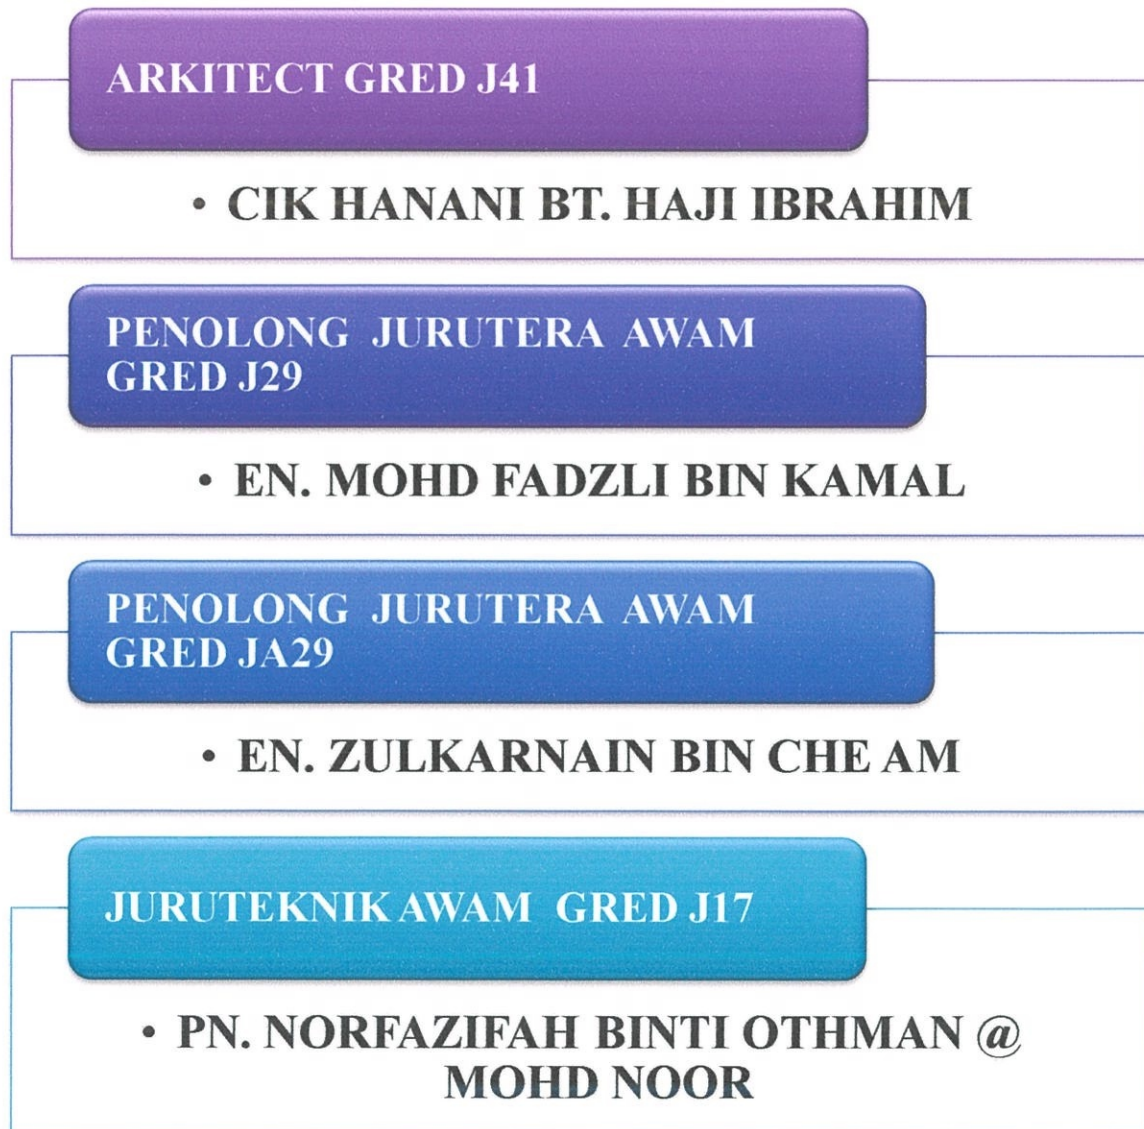 ARKITECT GRED J41
• CIK HANANI BT. HAJI IBRAHIM
PENOLONG JURUTERA AWAM
GRED J29
• EN. MOHD FADZLI BIN KAMAL
PENOLONG JURUTERA AWAM
GRED JA29
• EN. ZULKARNAIN BIN CHE AM
JURUTEKNIK AWAM GRED J17
• PN. NORFAZIFAH BINTI OTHMAN @
MOHD NOOR